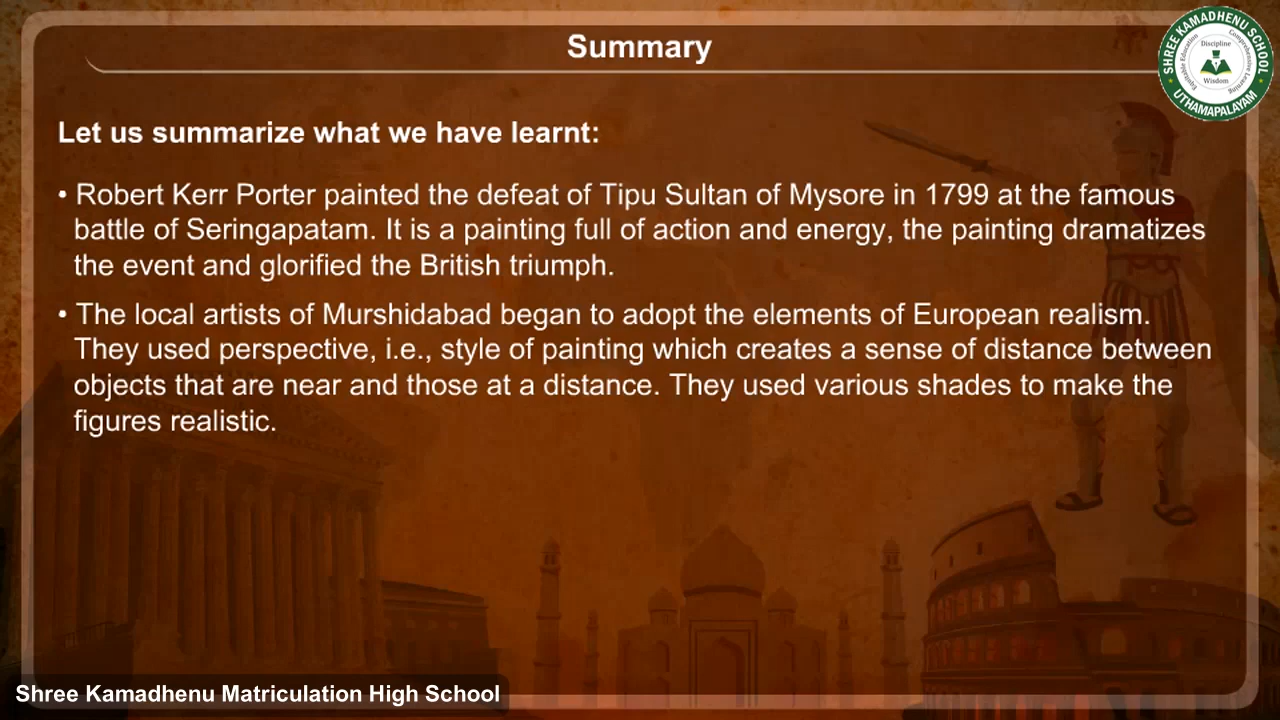 Summary
SHREE KAMADHENU SCHOOL
Equitable Education
Discipline
Comprehensive Learning
Wisdom
UTHAMAPALAYAM
Let us summarize what we have learnt:
• Robert Kerr Porter painted the defeat of Tipu Sultan of Mysore in 1799 at the famous
battle of Seringapatam. It is a painting full of action and energy, the painting dramatizes
the event and glorified the British triumph.
• The local artists of Murshidabad began to adopt the elements of European realism.
They used perspective, i.e., style of painting which creates a sense of distance between
objects that are near and those at a distance. They used various shades to make the
figures realistic.
Shree Kamadhenu Matriculation High School